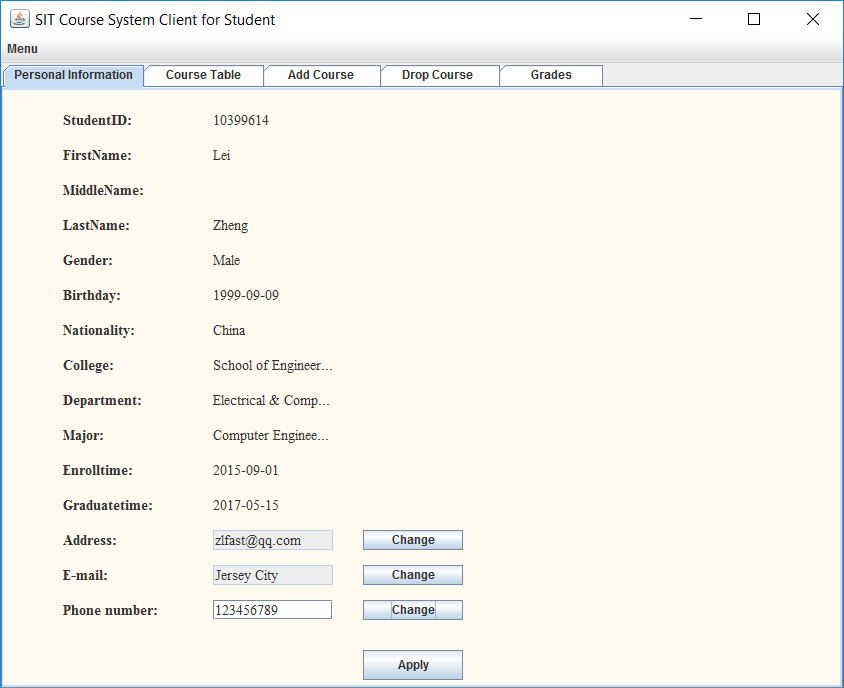 SIT Course System Client for Student
Menu
Personal Information Course Table Add Course Drop Course Grades
StudentID: 10399614
FirstName: Lei
MiddleName:
LastName: Zheng
Gender: Male
Birthday: 1999-09-09
Nationality: China
College: School of Engineer...
Department: Electrical & Comp...
Major: Computer Enginee...
Enrolltime: 2015-09-01
Graduatetime: 2017-05-15
Address: zlfast@qq.com Change
E-mail: Jersey City Change
Phone number: 123456789 Change
Apply